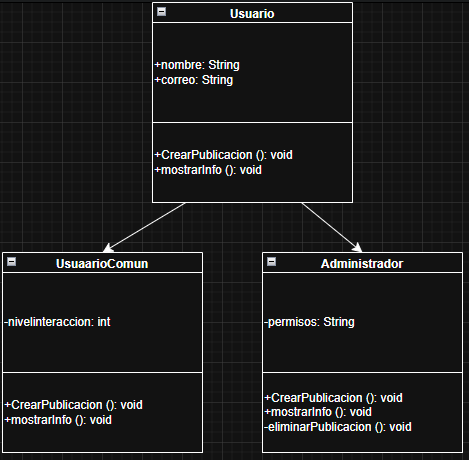 Usuario
+nombre: String
+correo: String
+CrearPublicacion (): void
+mostrarInfo (): void
UsuaarioComun
-nivelinteraccion: int
+CrearPublicacion (): void
+mostrarInfo (): void
Administrador
-permisos: String
+CrearPublicacion (): void
+mostrarInfo (): void
-eliminarPublicacion (): void